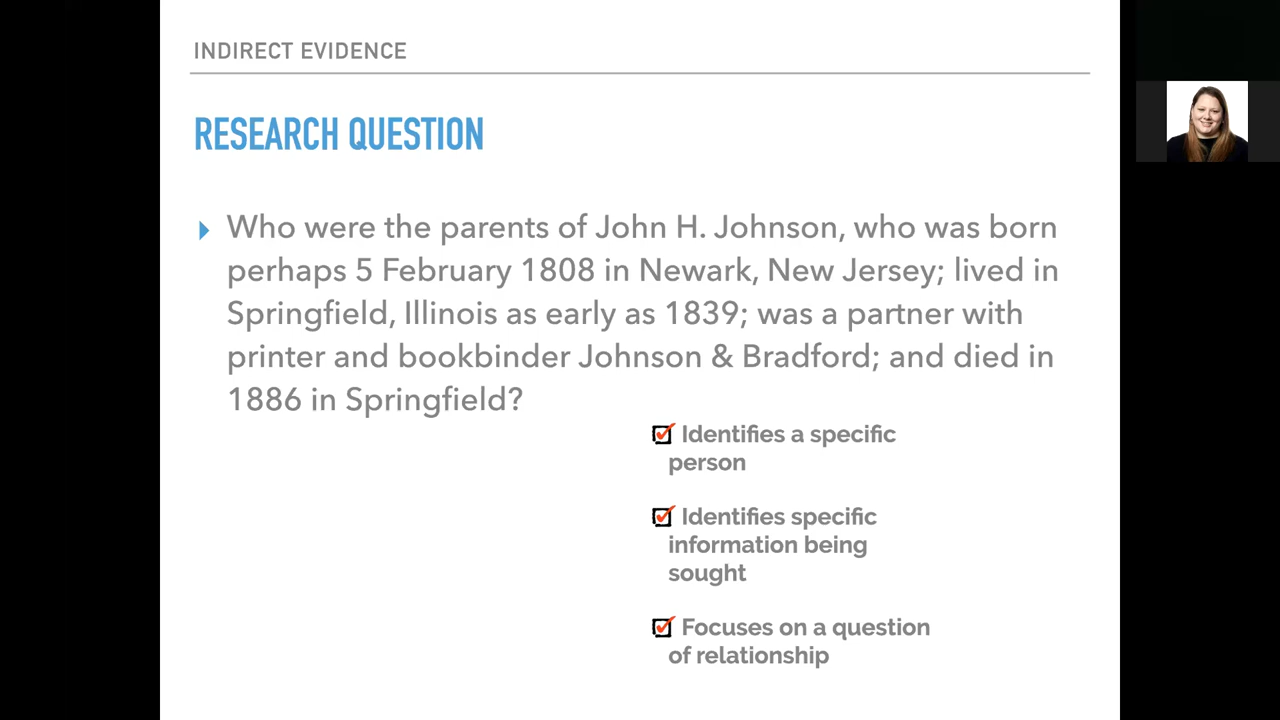 INDIRECT EVIDENCE
RESEARCH QUESTION
Who were the parents of John H. Johnson, who was born
perhaps 5 February 1808 in Newark, New Jersey; lived in
Springfield, Illinois as early as 1839; was a partner with
printer and bookbinder Johnson & Bradford; and died in
1886 in Springfield?
Identifies a specific
person
Identifies specific
information being
sought
Focuses on a question
of relationship